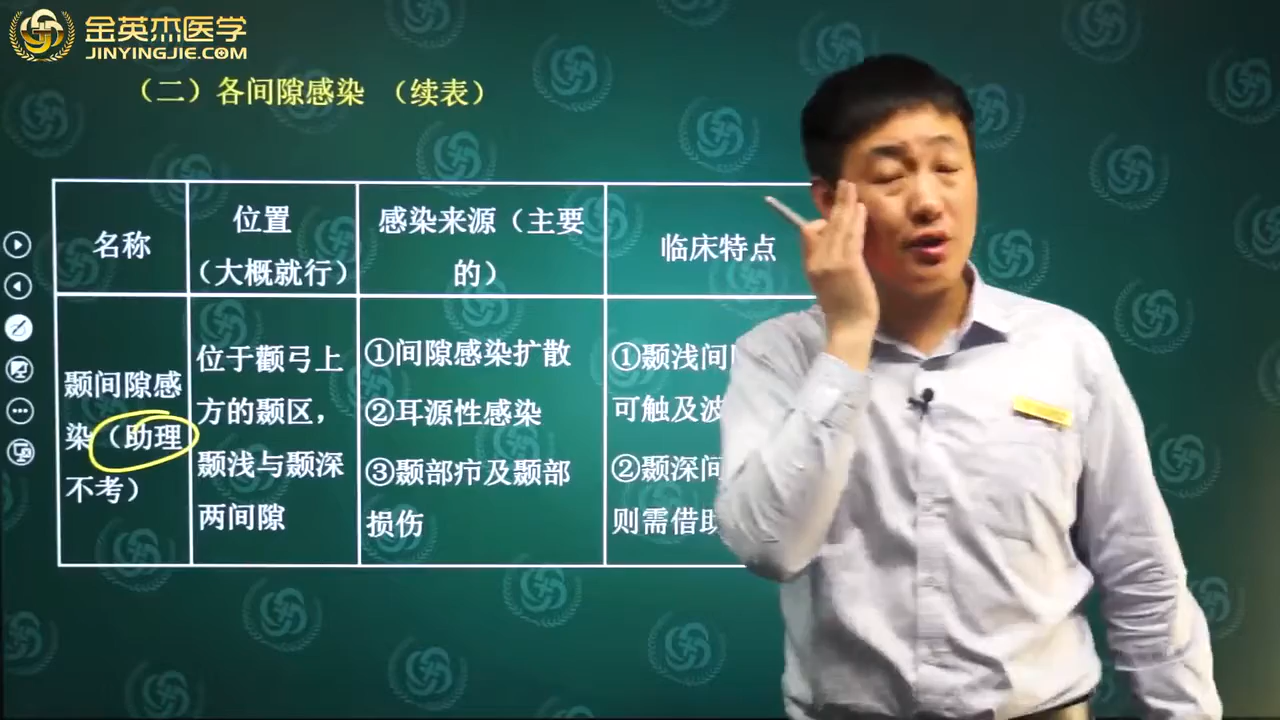 金英杰医学
JINYINGJIE.COM
（二）各间隙感染 （续表）
名称
位置
（大概就行）
感染来源（主要
的）
临床特点
颞间隙感
染（助理
不考）
位于颧弓上
方的颞区，
颞浅与颞深
两间隙
①间隙感染扩散
②耳源性感染
③颞部疖及颞部
损伤
①颞浅间
可触及波
②颞深间
则需借助